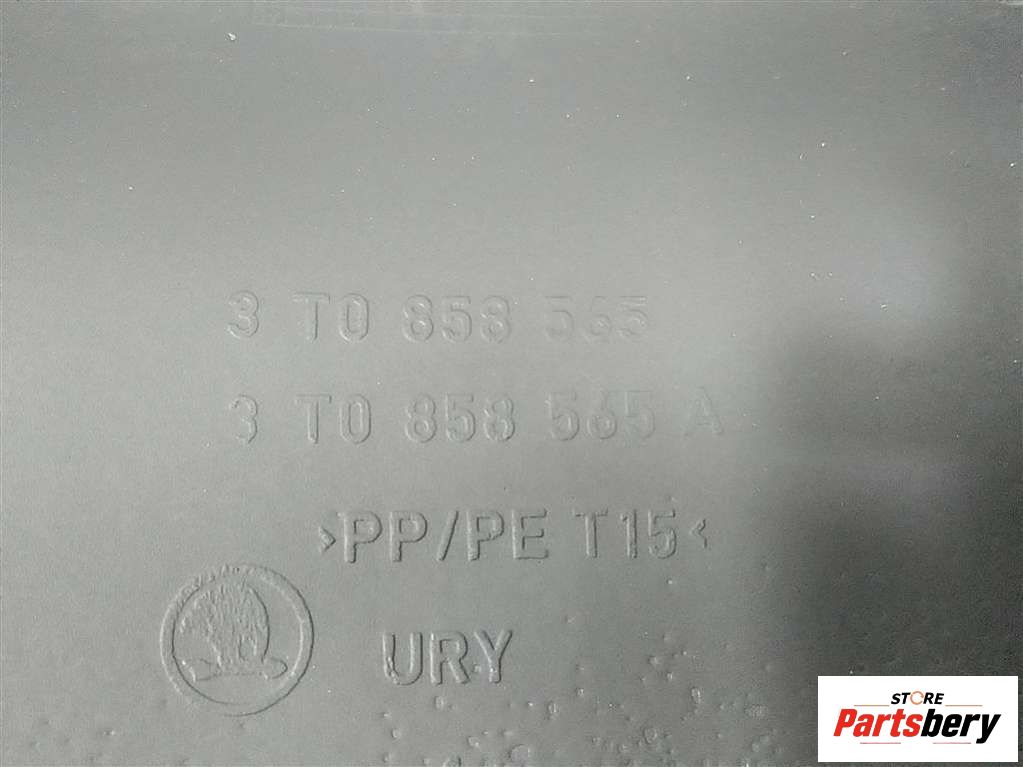 3 T0 858 565
3 T0 858 565 A
>PP/PE T15<
URY
STORE
Partsbery